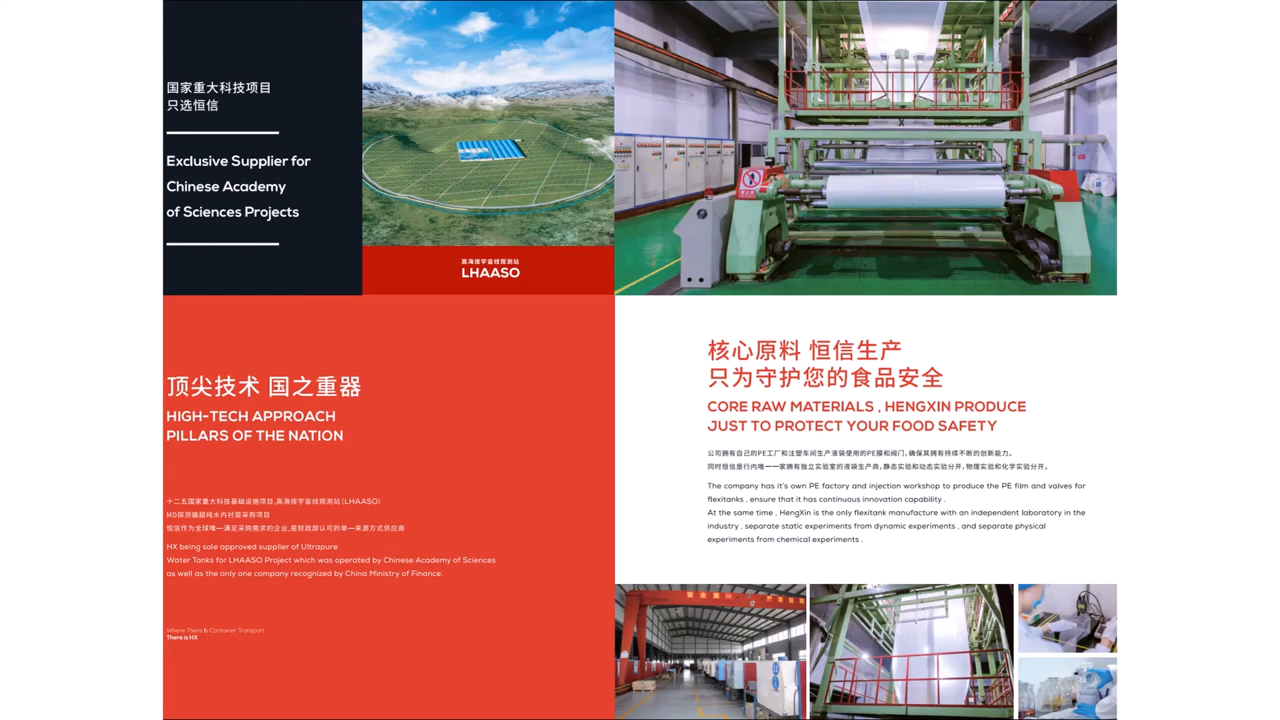 国家重大科技项目
只选恒信
Exclusive Supplier for
Chinese Academy
of Sciences Projects
高海拔宇宙线观测站
LHAASO
顶尖技术 国之重器
HIGH-TECH APPROACH
PILLARS OF THE NATION
十二五国家重大科技基础设施项目,高海拔宇宙线观测站(LHAASO)
MD探测器超纯水内衬层采购项目
恒信作为全球唯一满足采购需求的企业,是财政部认可的单一来源方式供应商
HX being sole approved supplier of Ultrapure
Water Tanks for LHAASO Project which was operated by Chinese Academy of Sciences
as well as the only one company recognized by China Ministry of Finance.
Where There Is Container Transport
There is HX
核心原料 恒信生产
只为守护您的食品安全
CORE RAW MATERIALS , HENGXIN PRODUCE
JUST TO PROTECT YOUR FOOD SAFETY
公司拥有自己的PE工厂和注塑车间生产液袋使用的PE膜和阀门,确保其拥有持续不断的创新能力。
同时恒信是行内唯一一家拥有独立实验室的液袋生产商,静态实验和动态实验分开,物理实验和化学实验分开。
The company has it's own PE factory and injection workshop to produce the PE film and valves for
flexitanks , ensure that it has continuous innovation capability .
At the same time , HengXin is the only flexitank manufacture with an independent laboratory in the
industry , separate static experiments from dynamic experiments , and separate physical
experiments from chemical experiments .